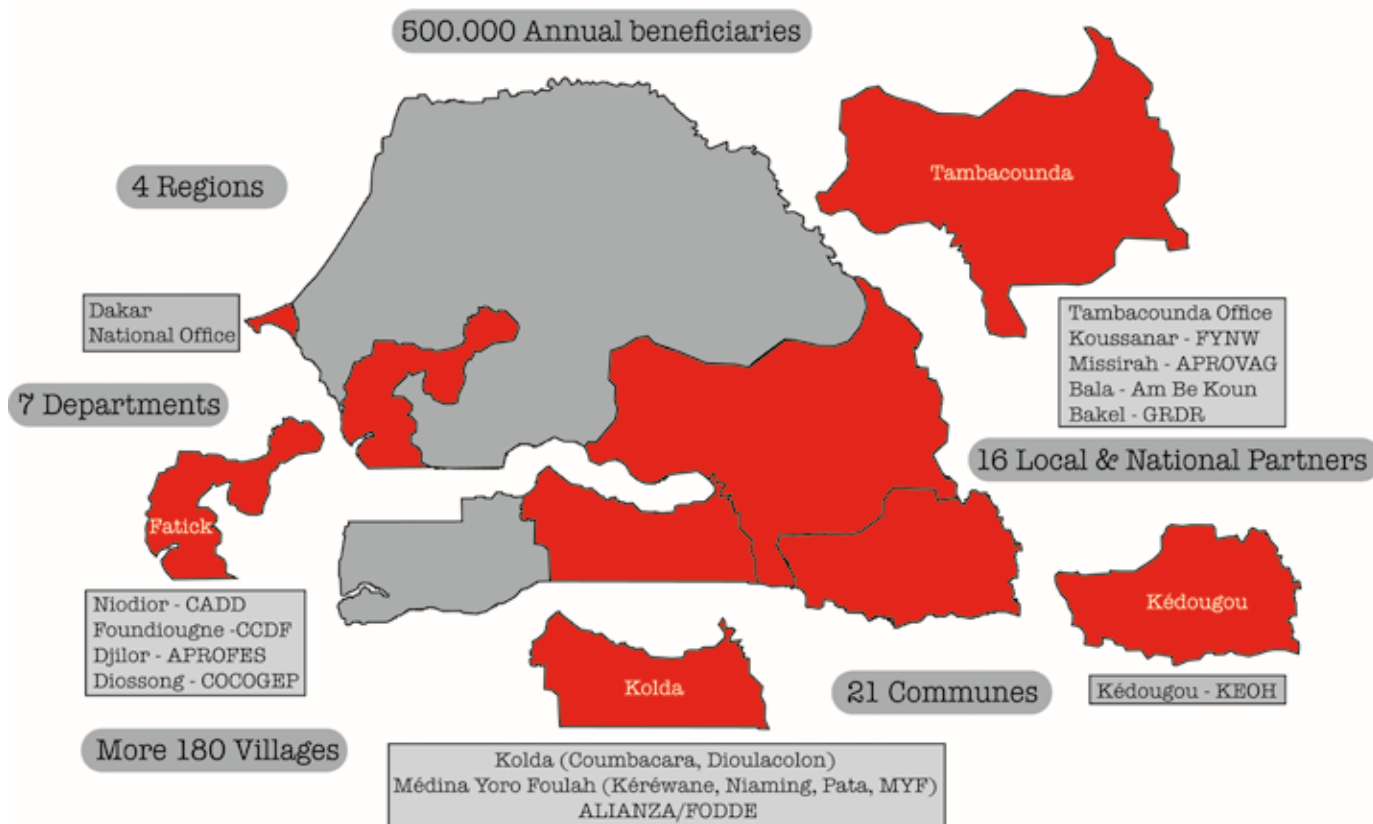 500.000 Annual beneficiaries
Tambacounda
4 Regions
Dakar
National Office
Tambacounda Office
Koussanar - FYNW
Missirah - APROVAG
Bala - Am Be Koun
Bakel - GRDR
7 Departments
16 Local & National Partners
Fatick
Niodior - CADD
Foundiougne -CCDF
Djilor - APROFES
Diossong - COCOGEP
Kédougou
Kédougou - KEOH
Kolda
21 Communes
More 180 Villages
Kolda (Coumbacara, Dioulacolon)
Médina Yoro Foulah (Kéréwane, Niaming, Pata, MYF)
ALIANZA/FODDE